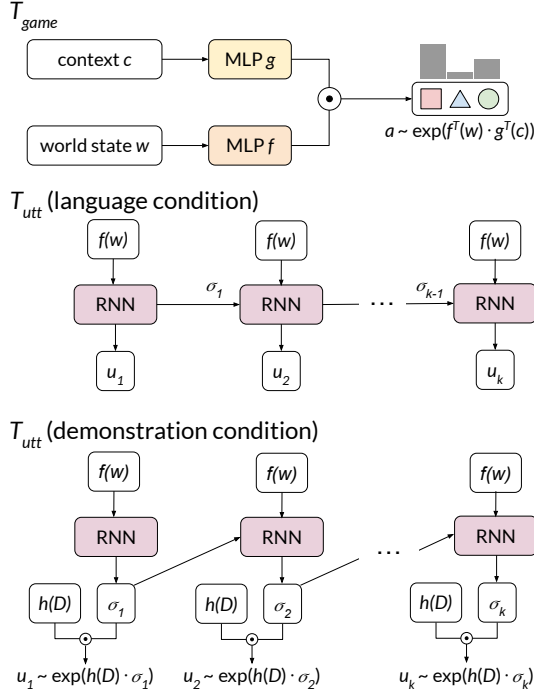 T_game
context c
MLP g
world state w
MLP f
a ~ exp(f^T(w) · g^T(c))
T_utt (language condition)
f(w) f(w) f(w)
RNN σ_1 RNN ... σ_k-1 RNN
u_1 u_2 u_k
T_utt (demonstration condition)
f(w) f(w) f(w)
RNN RNN ... RNN
h(D) σ_1 h(D) σ_2 h(D) σ_k
u_1 ~ exp(h(D) · σ_1) u_2 ~ exp(h(D) · σ_2) u_k ~ exp(h(D) · σ_k)